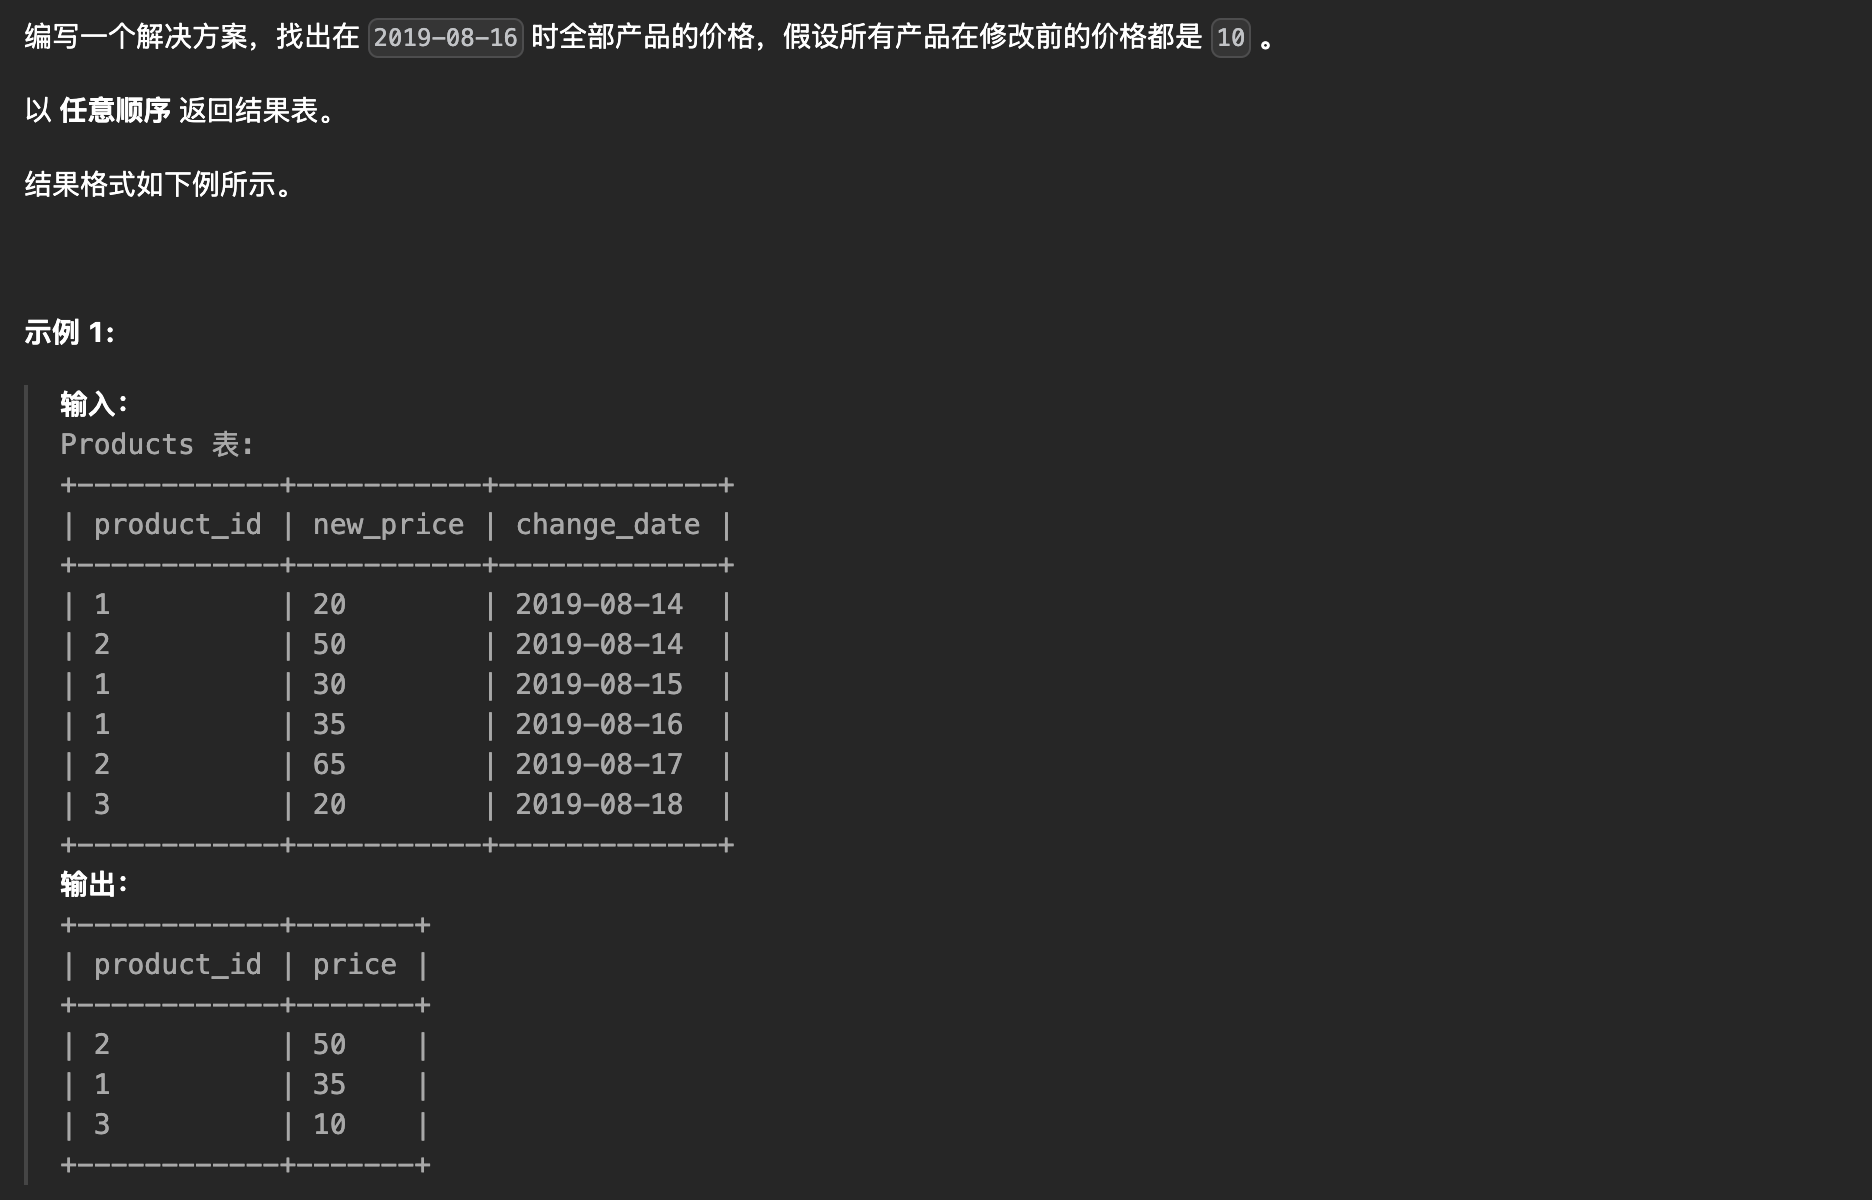 编写一个解决方案，找出在 2019-08-16 时全部产品的价格，假设所有产品在修改前的价格都是 10 。
以 任意顺序 返回结果表。
结果格式如下例所示。
示例 1:
输入：
Products 表:
+------------+-----------+-------------+
| product_id | new_price | change_date |
+------------+-----------+-------------+
| 1          | 20        | 2019-08-14  |
| 2          | 50        | 2019-08-14  |
| 1          | 30        | 2019-08-15  |
| 1          | 35        | 2019-08-16  |
| 2          | 65        | 2019-08-17  |
| 3          | 20        | 2019-08-18  |
+------------+-----------+-------------+
输出：
+------------+-------+
| product_id | price |
+------------+-------+
| 2          | 50    |
| 1          | 35    |
| 3          | 10    |
+------------+-------+